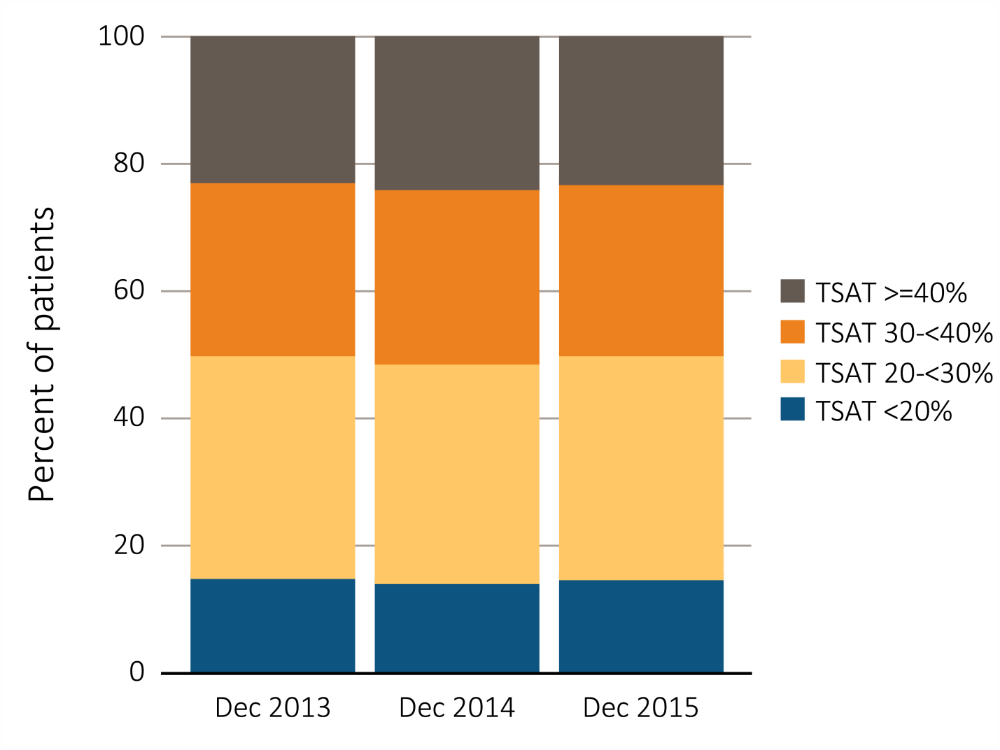 Percent of patients
100
80
60
40
20
0
Dec 2013
Dec 2014
Dec 2015
TSAT >=40%
TSAT 30-<40%
TSAT 20-<30%
TSAT <20%